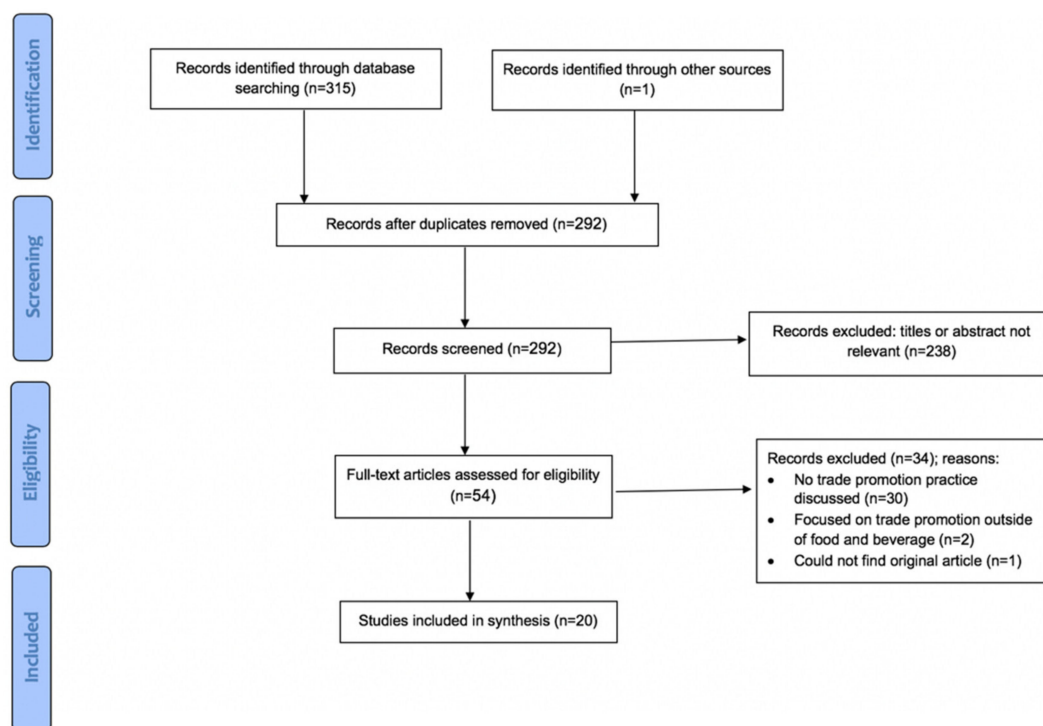 Identification
Records identified through database
searching (n=315)
Records identified through other sources
(n=1)
Screening
Records after duplicates removed (n=292)
Records screened (n=292)
Records excluded: titles or abstract not
relevant (n=238)
Eligibility
Full-text articles assessed for eligibility
(n=54)
Records excluded (n=34); reasons:
• No trade promotion practice
discussed (n=30)
• Focused on trade promotion outside
of food and beverage (n=2)
• Could not find original article (n=1)
Included
Studies included in synthesis (n=20)